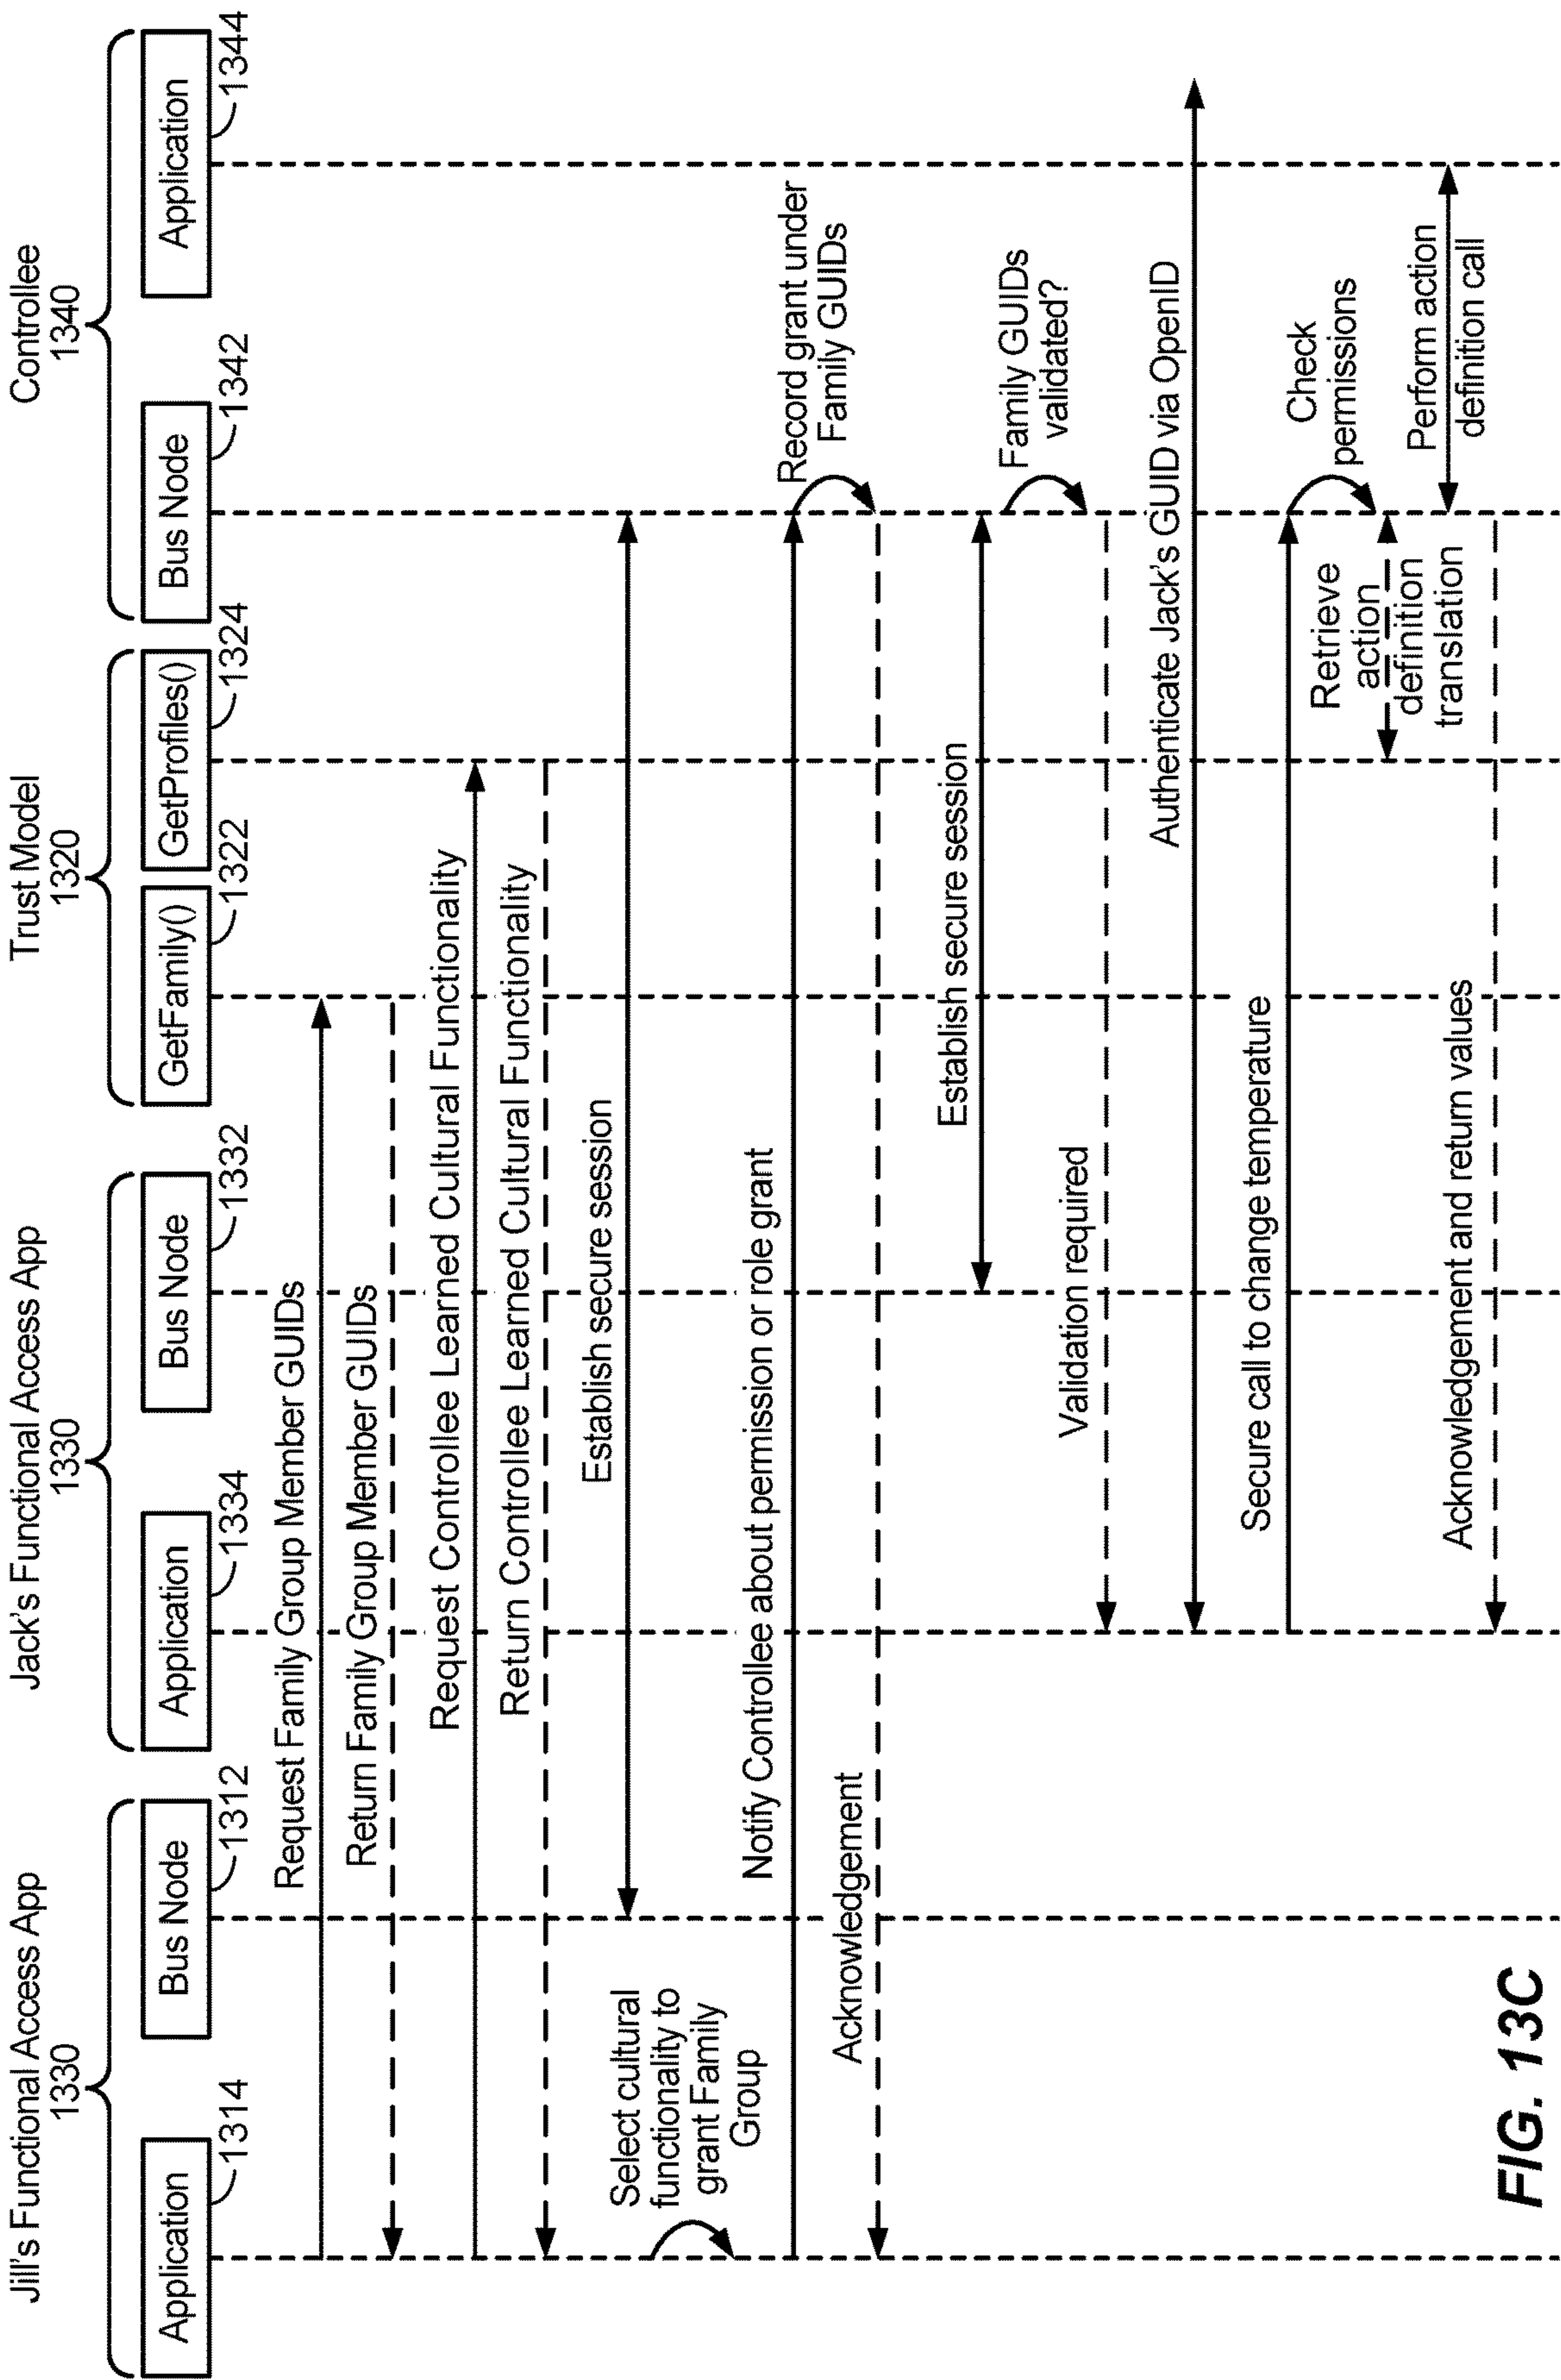 Jill's Functional Access App
1330
Jack's Functional Access App
1330
Trust Model
1320
Controllee
1340
Application
1314
Bus Node
1312
Application
1334
Bus Node
1332
GetFamily()
1322
GetProfiles()
1324
Bus Node
1342
Application
1344
Request Family Group Member GUIDs
Return Family Group Member GUIDs
Request Controllee Learned Cultural Functionality
Return Controllee Learned Cultural Functionality
Establish secure session
Select cultural
functionality to
grant Family
Group
Notify Controllee about permission or role grant
Record grant under
Family GUIDs
Acknowledgement
Establish secure session
Family GUIDs
validated?
Validation required
Authenticate Jack's GUID via OpenID
Secure call to change temperature
Check
permissions
Retrieve
action
definition
translation
Perform action
definition call
Acknowledgement and return values
FIG. 13C